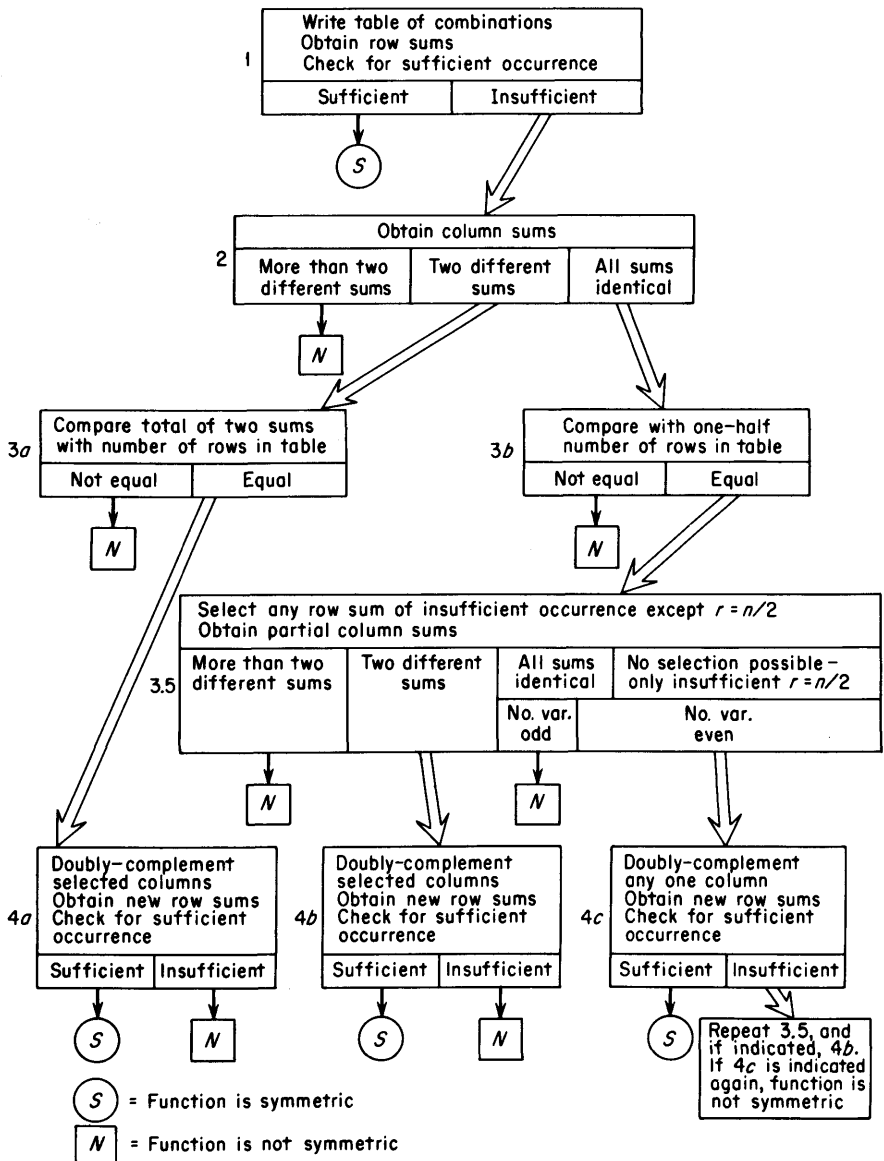 1
Write table of combinations
Obtain row sums
Check for sufficient occurrence
Sufficient
Insufficient
S
2
Obtain column sums
More than two
different sums
Two different
sums
All sums
identical
N
3a
Compare total of two sums
with number of rows in table
Not equal
Equal
N
3b
Compare with one-half
number of rows in table
Not equal
Equal
N
3.5
Select any row sum of insufficient occurrence except r = n/2
Obtain partial column sums
More than two
different sums
Two different
sums
All sums
identical
No selection possible-
only insufficient r = n/2
No. var.
odd
No. var.
even
N
N
4a
Doubly-complement
selected columns
Obtain new row sums
Check for sufficient
occurrence
Sufficient
Insufficient
S
N
4b
Doubly-complement
selected columns
Obtain new row sums
Check for sufficient
occurrence
Sufficient
Insufficient
S
N
4c
Doubly-complement
any one column
Obtain new row sums
Check for sufficient
occurrence
Sufficient
Insufficient
S
Repeat 3.5, and
if indicated, 4b.
If 4c is indicated
again, function is
not symmetric
S = Function is symmetric
N = Function is not symmetric